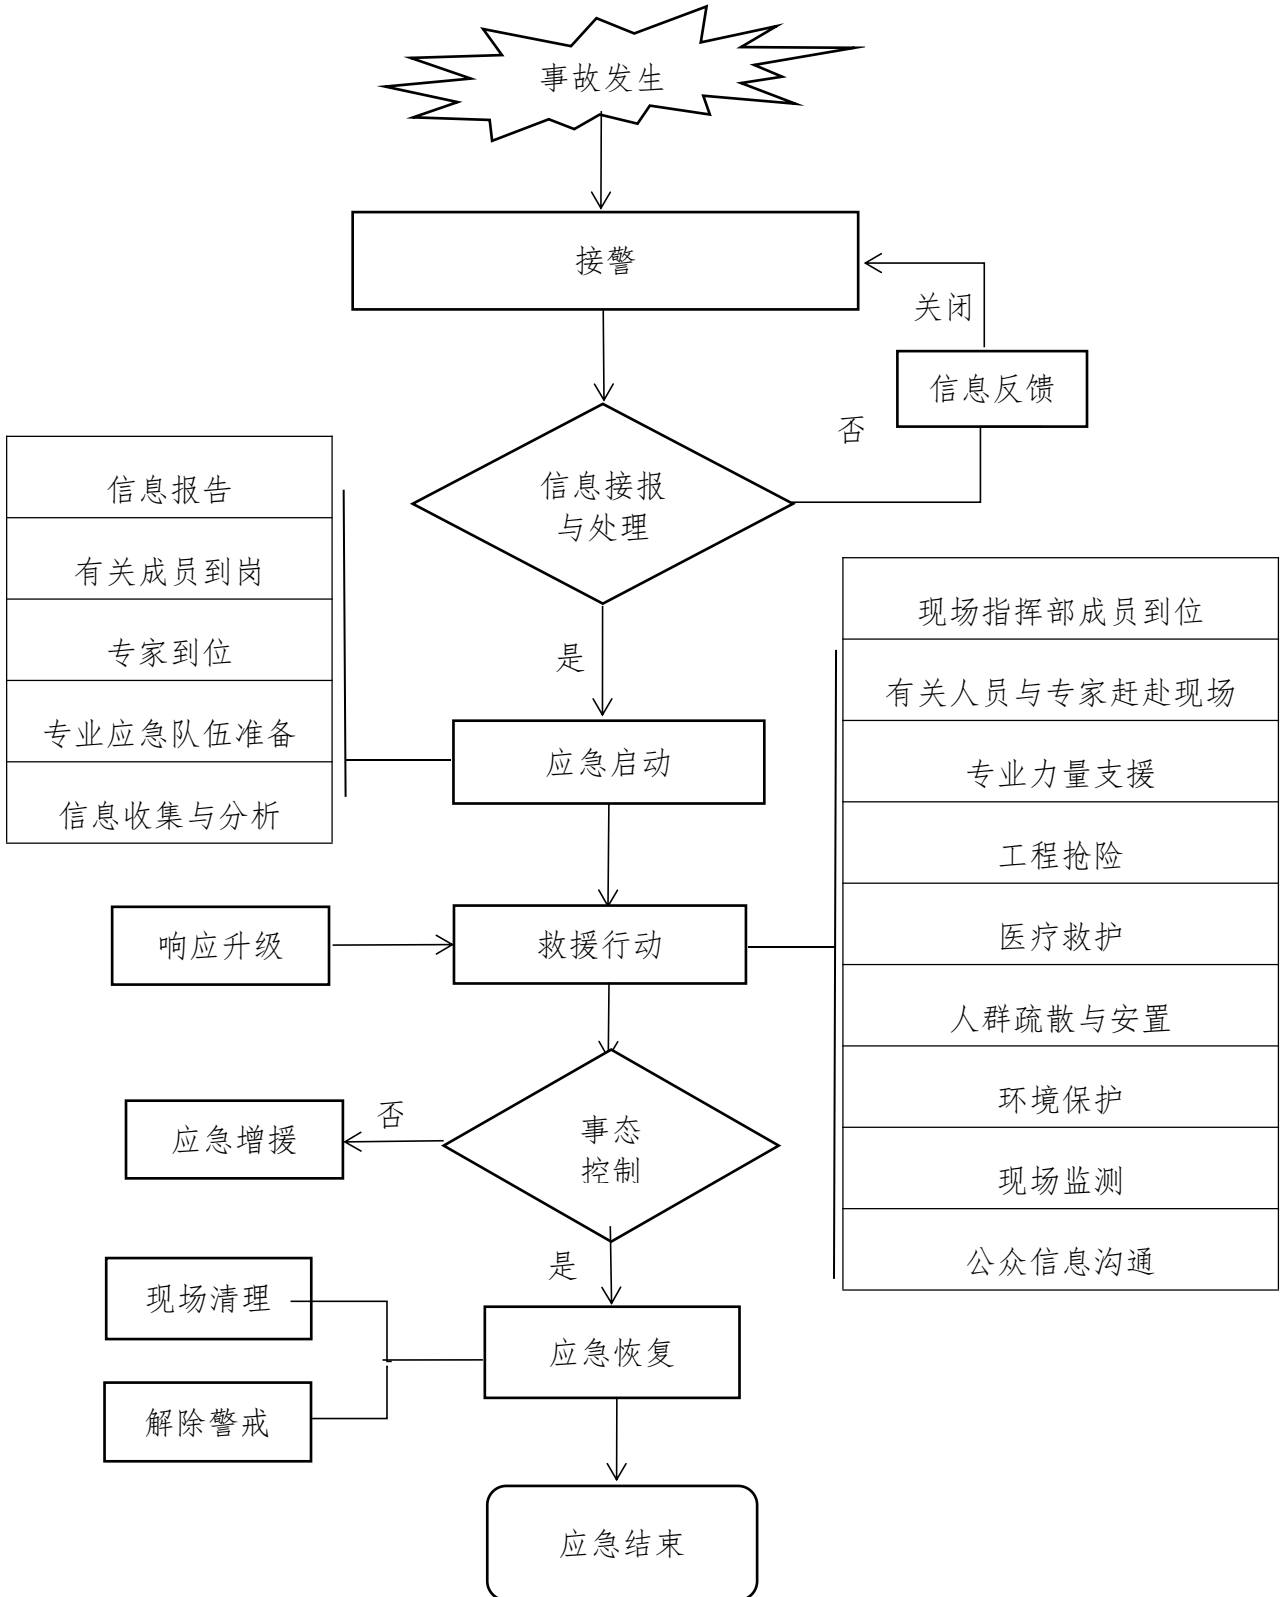 事故发生
接警
关闭
信息反馈
否
信息接报
与处理
是
信息报告
有关成员到岗
专家到位
专业应急队伍准备
信息收集与分析
应急启动
现场指挥部成员到位
有关人员与专家赶赴现场
专业力量支援
工程抢险
医疗救护
人群疏散与安置
环境保护
现场监测
公众信息沟通
响应升级
救援行动
应急增援
否
事态
控制
是
现场清理
解除警戒
应急恢复
应急结束